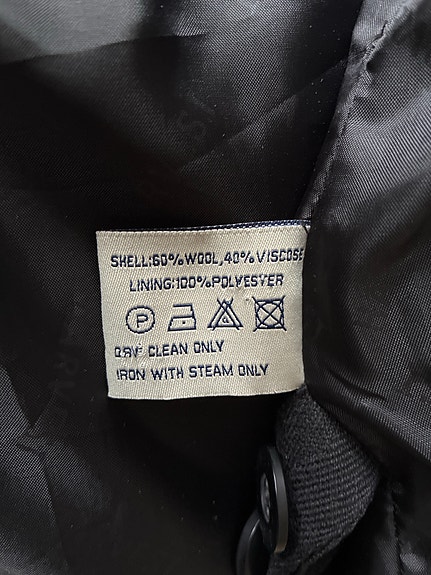 SHELL:60%WOOL,40%VISCOSE
LINING:100%POLYESTER
P
DRY CLEAN ONLY
IRON WITH STEAM ONLY